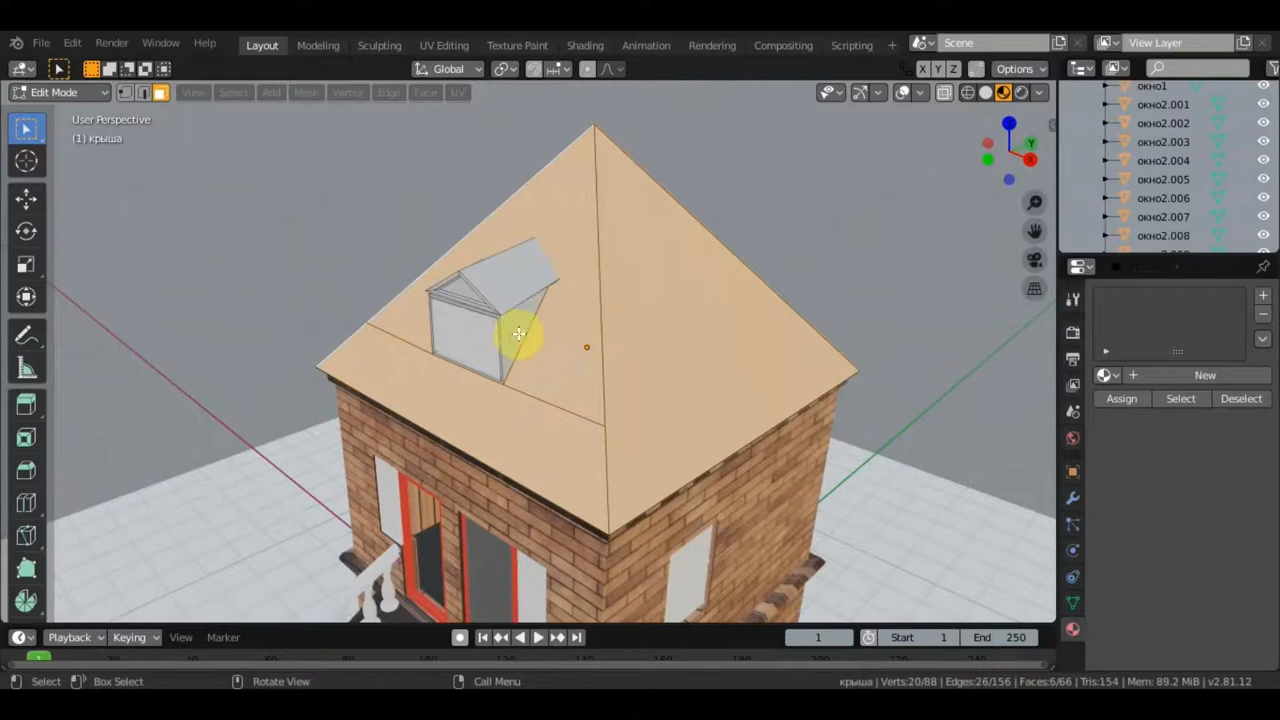 File Edit Render Window Help Layout Modeling Sculpting UV Editing Texture Paint Shading Animation Rendering Compositing Scripting + Scene View Layer
Global X Y Z Options
Edit Mode View Select Add Mesh Vertex Edge Face UV
User Perspective
(1) крыша
Z
Y
X
окно1
окно2.001
окно2.002
окно2.003
окно2.004
окно2.005
окно2.006
окно2.007
окно2.008
New
Assign Select Deselect
Playback Keying View Marker 1 Start 1 End 250
1
Select Box Select Rotate View Call Menu крыша | Verts:20/88 | Edges:26/156 | Faces:6/66 | Tris:154 | Mem: 89.2 MiB | v2.81.12